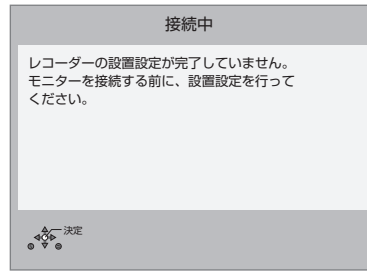 接続中
レコーダーの設置設定が完了していません。
モニターを接続する前に、設置設定を行って
ください。
決定